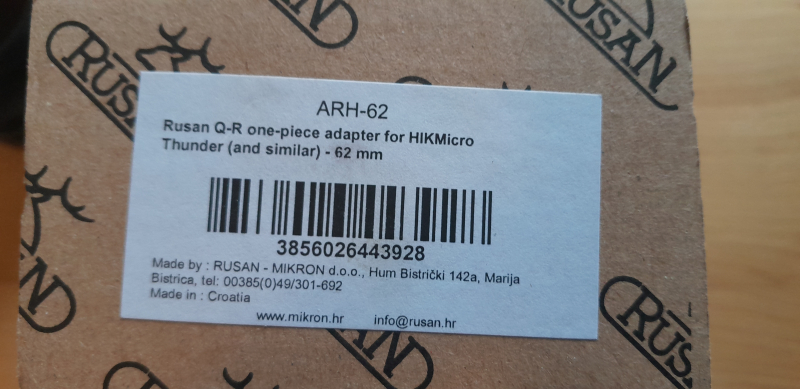 RUSAN
RUSAN
ARH-62
Rusan Q-R one-piece adapter for HIKMicro
Thunder (and similar) - 62 mm
3856026443928
Made by : RUSAN - MIKRON d.o.o., Hum Bistrički 142a, Marija
Bistrica, tel: 00385(0)49/301-692
Made in : Croatia
www.mikron.hr info@rusan.hr
RUSAN